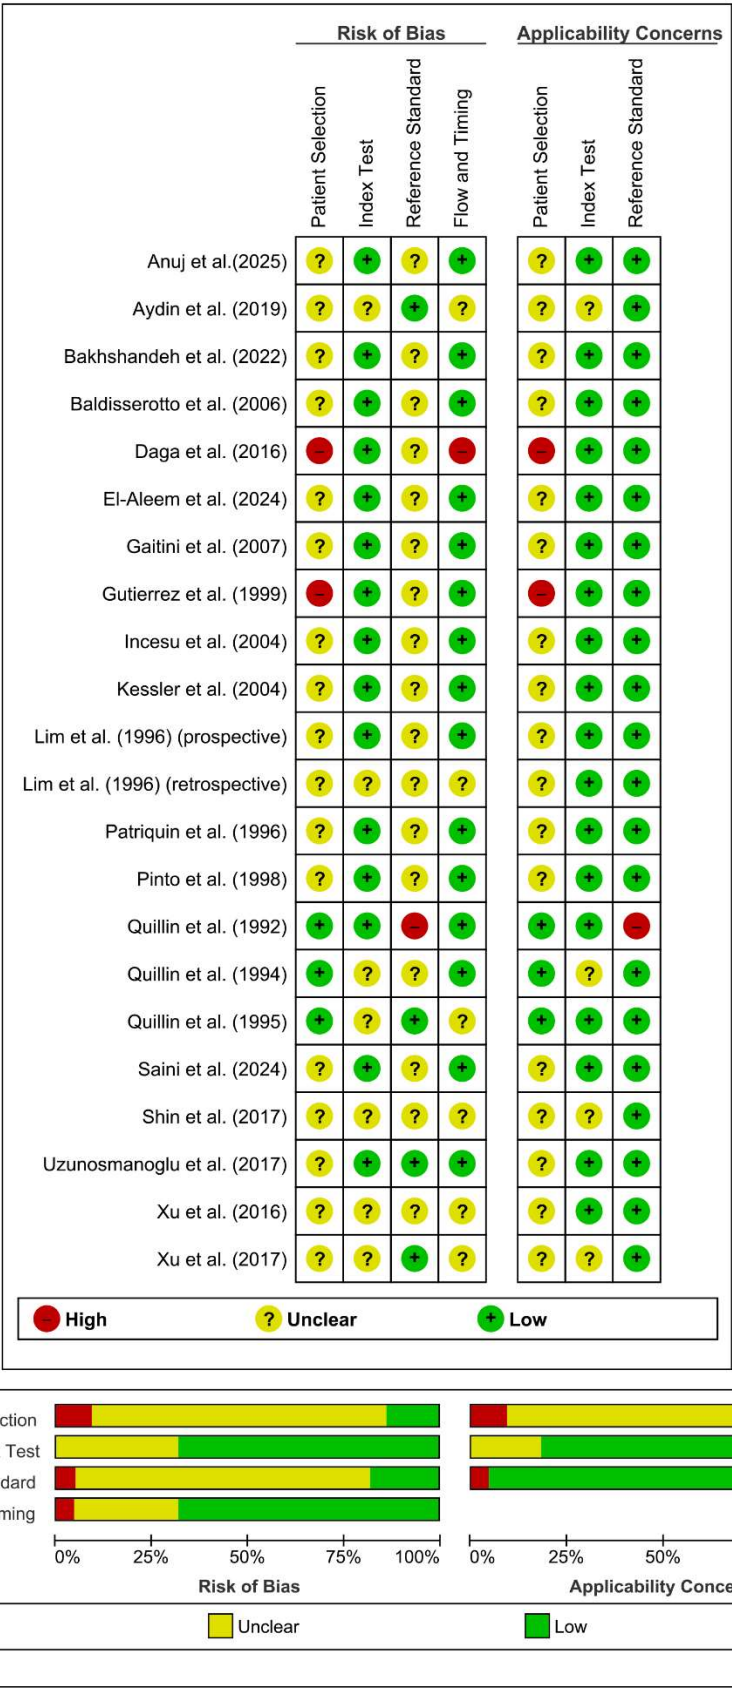 Risk of Bias Applicability Concerns
Patient Selection Index Test Reference Standard Flow and Timing Patient Selection Index Test Reference Standard
Anuj et al.(2025) ? + ? + ? + +
Aydin et al. (2019) ? ? + ? ? ? +
Bakhshandeh et al. (2022) ? + ? + ? + +
Baldisserotto et al. (2006) ? + ? + ? + +
Daga et al. (2016) – + ? – – + +
El-Aleem et al. (2024) ? + ? + ? + +
Gaitini et al. (2007) ? + ? + ? + +
Gutierrez et al. (1999) – + ? + – + +
Incesu et al. (2004) ? + ? + ? + +
Kessler et al. (2004) ? + ? + ? + +
Lim et al. (1996) (prospective) ? + ? + ? + +
Lim et al. (1996) (retrospective) ? ? ? ? ? + +
Patriquin et al. (1996) ? + ? + ? + +
Pinto et al. (1998) ? + ? + ? + +
Quillin et al. (1992) + + – + + + –
Quillin et al. (1994) + ? ? + + ? +
Quillin et al. (1995) + ? + ? + + +
Saini et al. (2024) ? + ? + ? + +
Shin et al. (2017) ? ? ? ? ? ? +
Uzunosmanoglu et al. (2017) ? + + + ? + +
Xu et al. (2016) ? ? ? ? ? + +
Xu et al. (2017) ? ? + ? ? ? +
– High ? Unclear + Low
ction
Test
dard
ming
0% 25% 50% 75% 100% 0% 25% 50%
Risk of Bias Applicability Conce
Unclear Low